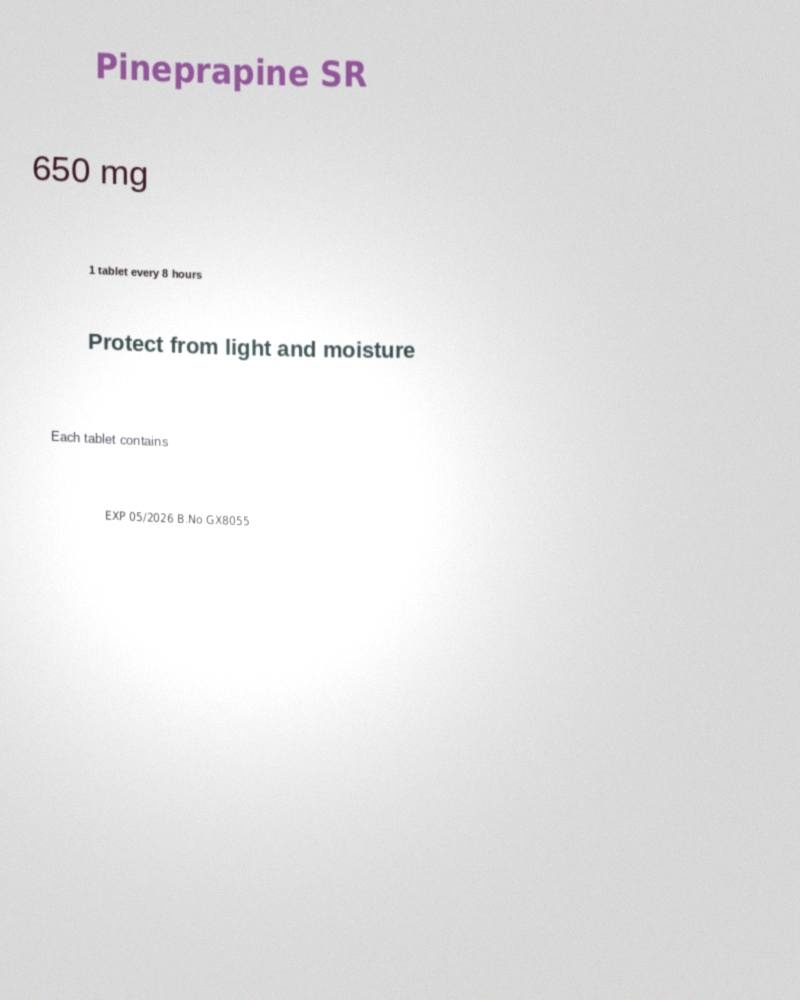 Pineprapine SR
650 mg
1 tablet every 8 hours
Protect from light and moisture
Each tablet contains
EXP 05/2026 B.No GX8055